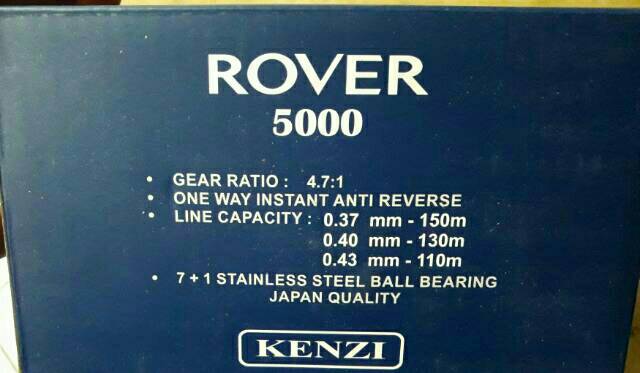 ROVER
5000
• GEAR RATIO : 4.7:1
• ONE WAY INSTANT ANTI REVERSE
• LINE CAPACITY : 0.37 mm - 150m
0.40 mm - 130m
0.43 mm - 110m
• 7 + 1 STAINLESS STEEL BALL BEARING
JAPAN QUALITY
KENZI